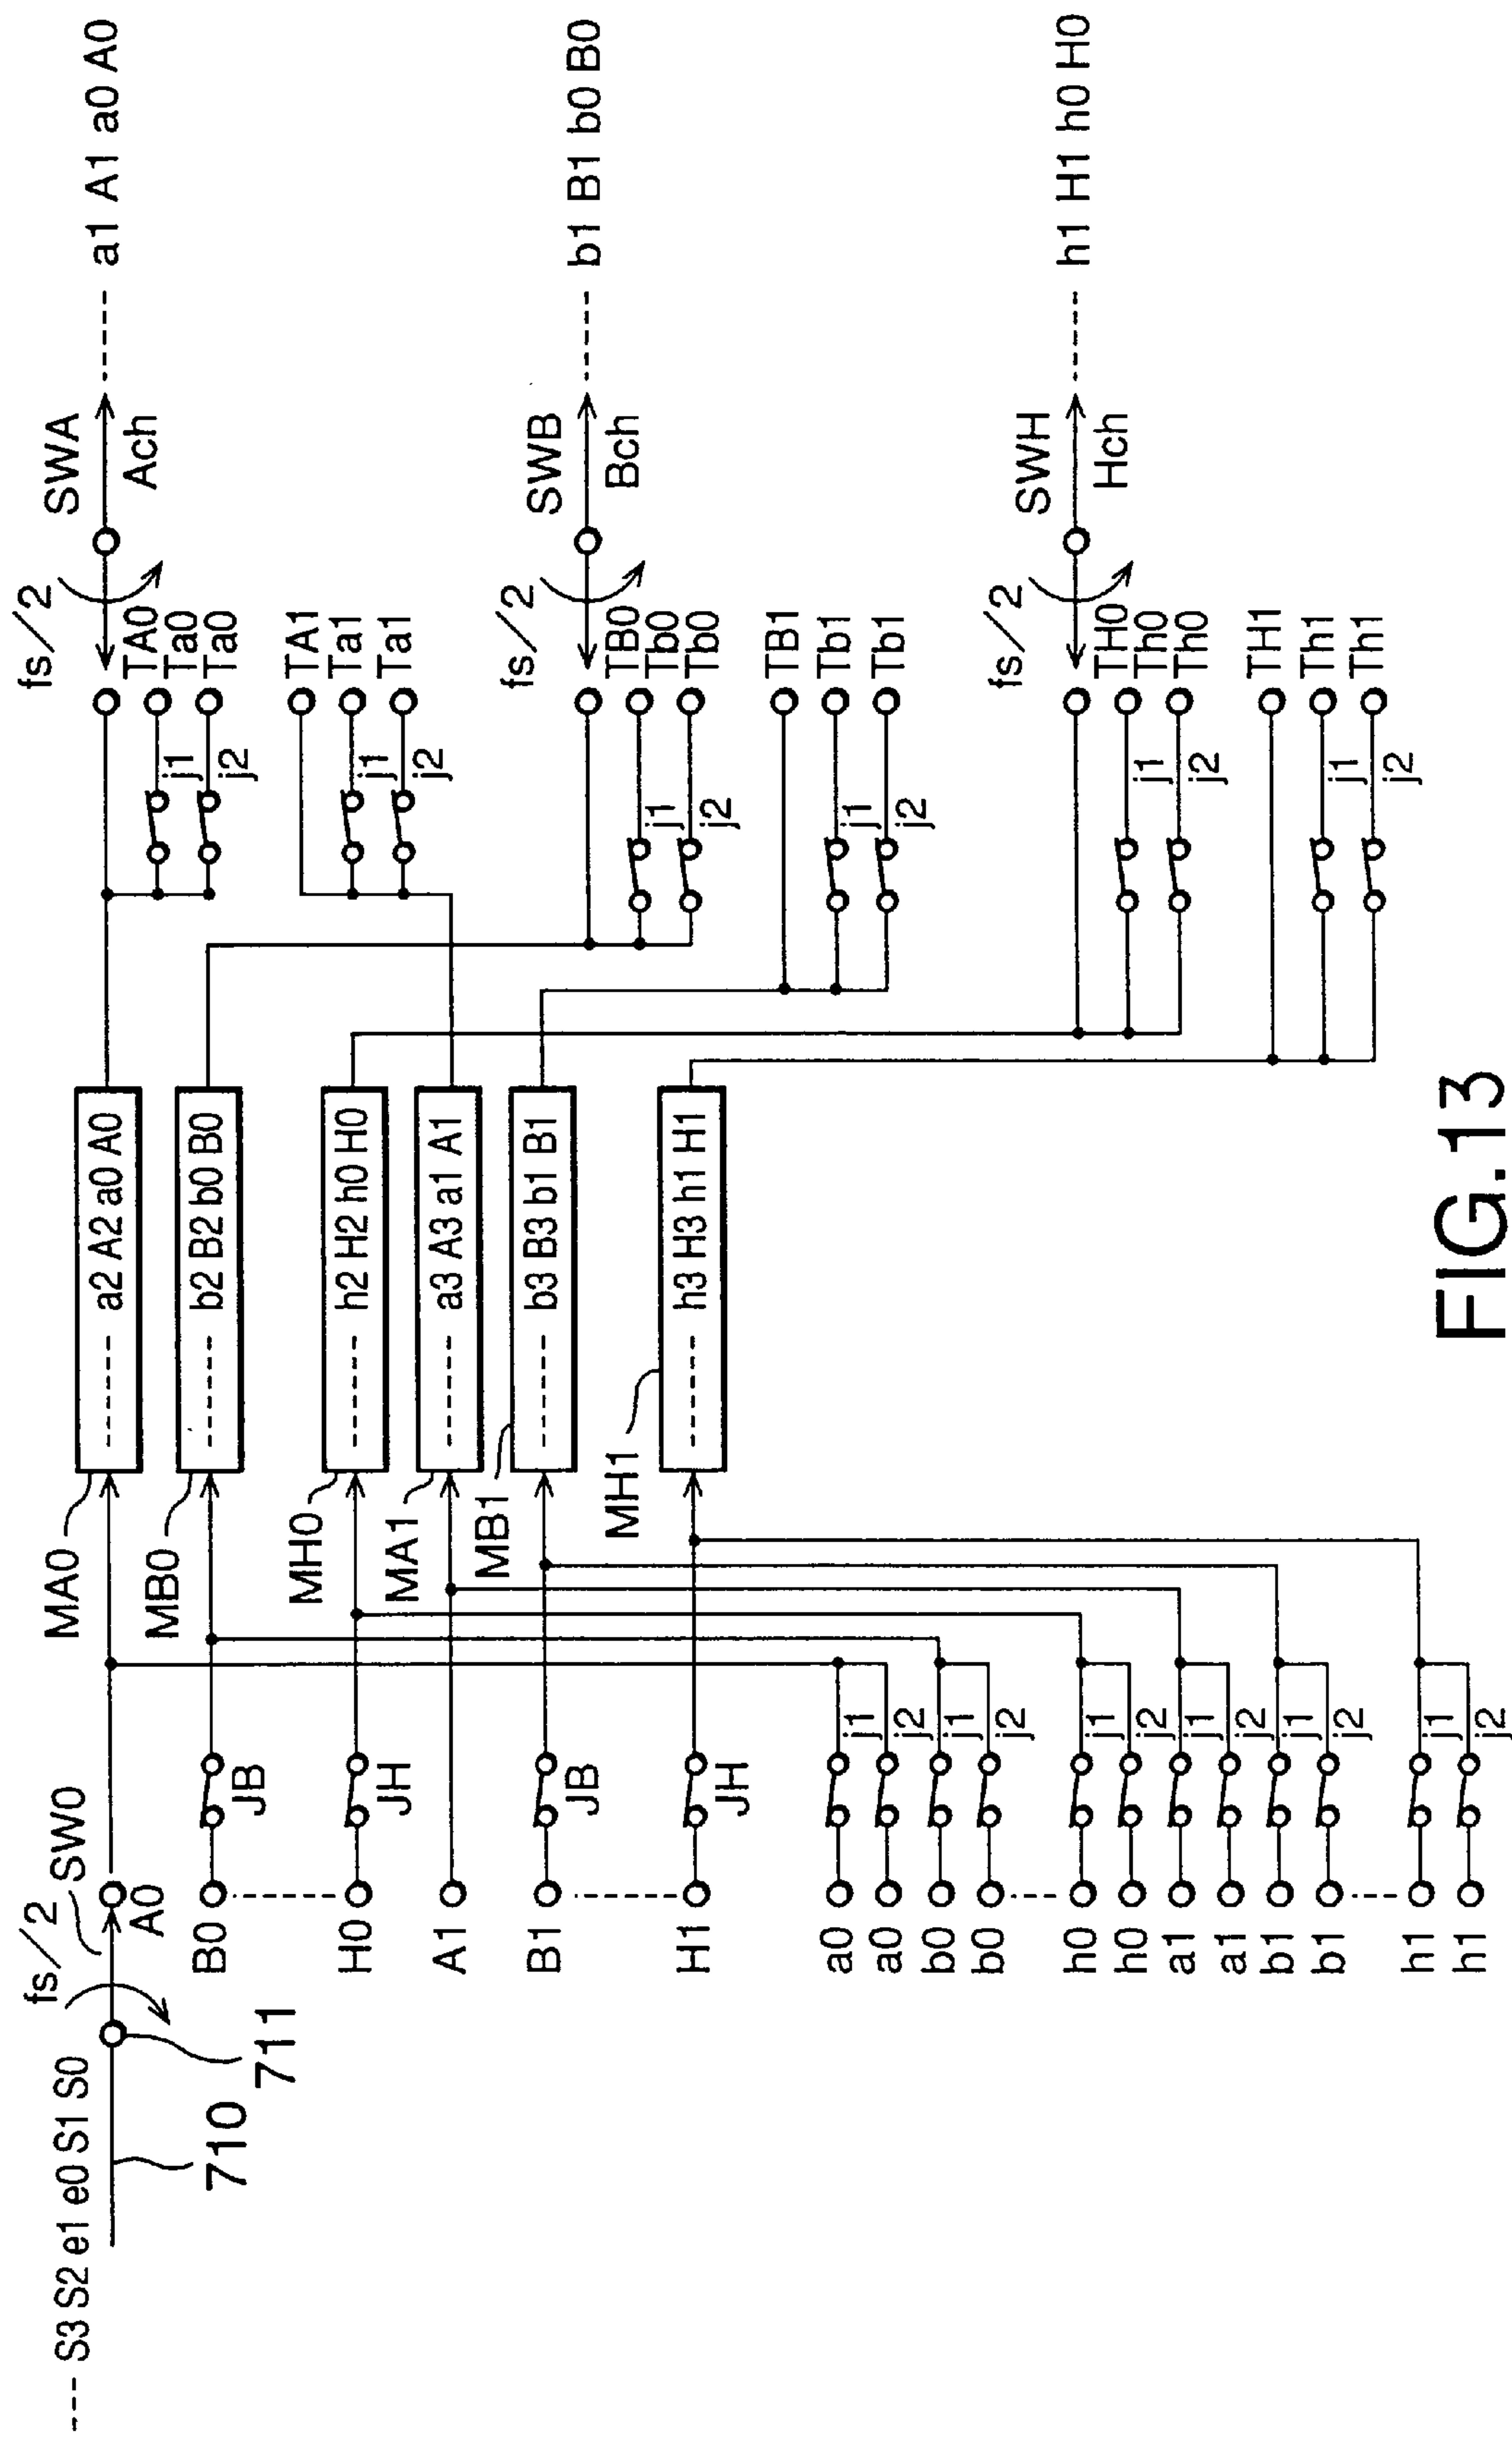 ---- S3 S2 e1 e0 S1 S0
710
711
fs/2
SW0
A0
B0
JB
H0
JH
A1
B1
JB
H1
JH
a0
j1
a0
j2
b0
j1
b0
j2
h0
j1
h0
j2
a1
j1
a1
j2
b1
j1
b1
j2
h1
j1
h1
j2
MA0
------ a2 A2 a0 A0
MB0
------ b2 B2 b0 B0
MH0
------ h2 H2 h0 H0
MA1
------ a3 A3 a1 A1
MB1
------ b3 B3 b1 B1
MH1
------ h3 H3 h1 H1
fs/2
SWA
Ach
---- a1 A1 a0 A0
TA0
j1
Ta0
j2
Ta0
TA1
j1
Ta1
j2
Ta1
fs/2
SWB
Bch
---- b1 B1 b0 B0
TB0
j1
Tb0
j2
Tb0
TB1
j1
Tb1
j2
Tb1
fs/2
SWH
Hch
---- h1 H1 h0 H0
TH0
j1
Th0
j2
Th0
TH1
j1
Th1
j2
Th1
FIG.13